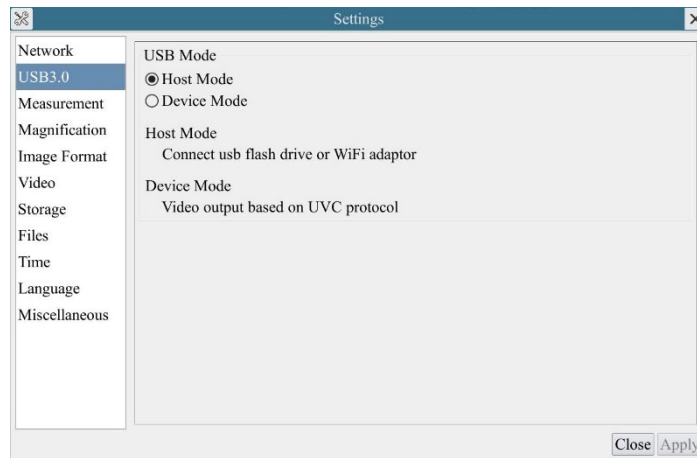 Settings
Network
USB3.0
Measurement
Magnification
Image Format
Video
Storage
Files
Time
Language
Miscellaneous
USB Mode
Host Mode
Device Mode
Host Mode
Connect usb flash drive or WiFi adaptor
Device Mode
Video output based on UVC protocol
Close Apply